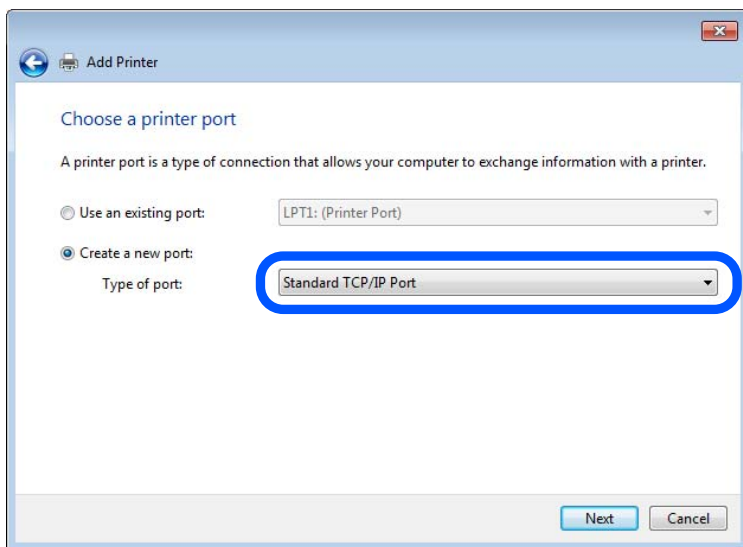 Add Printer
Choose a printer port
A printer port is a type of connection that allows your computer to exchange information with a printer.
Use an existing port: LPT1: (Printer Port)
Create a new port:
Type of port: Standard TCP/IP Port
Next Cancel